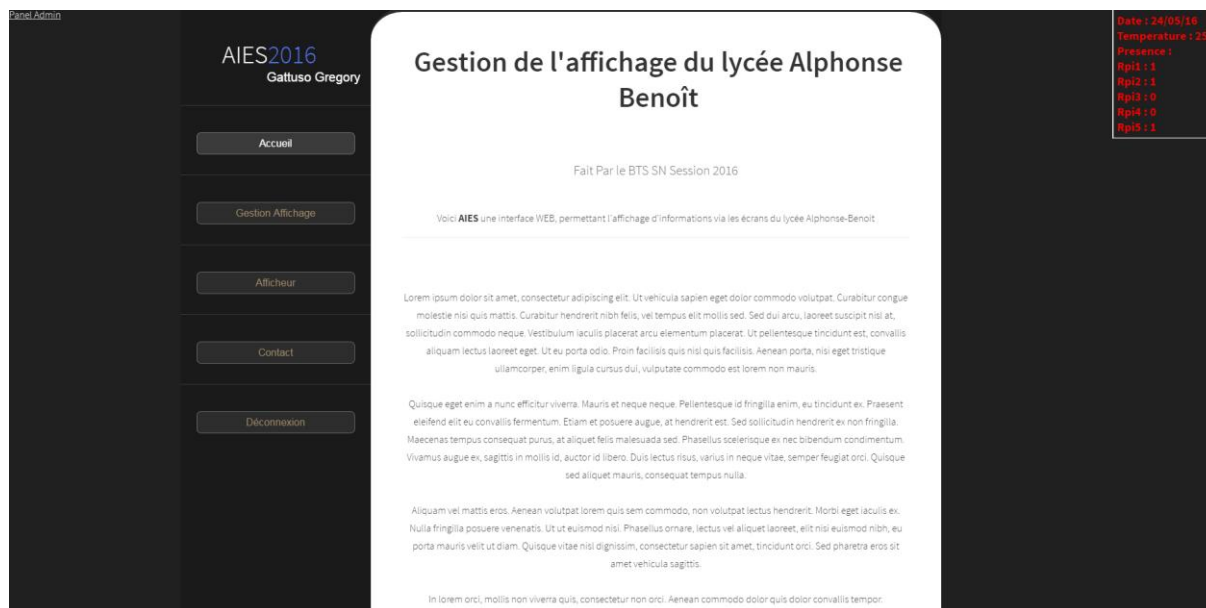 Panel Admin
AIES2016
Gattuso Gregory
Accueil
Gestion Affichage
Afficheur
Contact
Déconnexion
Gestion de l'affichage du lycée Alphonse
Benoît
Fait Par le BTS SN Session 2016
Voici AIES une interface WEB, permettant l'affichage d'informations via les écrans du lycée Alphonse-Benoit
Lorem ipsum dolor sit amet, consectetur adipiscing elit. Ut vehicula sapien eget dolor commodo volutpat. Curabitur congue
molestie nisi quis mattis. Curabitur hendrerit nibh felis, vel tempus elit mollis sed. Sed dui arcu, laoreet suscipit nisl at,
sollicitudin commodo neque. Vestibulum iaculis placerat arcu elementum placerat. Ut pellentesque tincidunt est, convallis
aliquam lectus laoreet eget. Ut eu porta odio. Proin facilisis quis nisl quis facilisis. Aenean porta, nisi eget tristique
ullamcorper, enim ligula cursus dui, vulputate commodo est lorem non mauris.
Quisque eget enim a nunc efficitur viverra. Mauris et neque neque. Pellentesque id fringilla enim, eu tincidunt ex. Praesent
eleifend elit eu convallis fermentum. Etiam et posuere augue, at hendrerit est. Sed sollicitudin hendrerit ex non fringilla.
Maecenas tempus consequat purus, at aliquet felis malesuada sed. Phasellus scelerisque ex nec bibendum condimentum.
Vivamus augue ex, sagittis in mollis id, auctor id libero. Duis lectus risus, varius in neque vitae, semper feugiat orci. Quisque
sed aliquet mauris, consequat tempus nulla.
Aliquam vel mattis eros. Aenean volutpat lorem quis sem commodo, non volutpat lectus hendrerit. Morbi eget iaculis ex.
Nulla fringilla posuere venenatis. Ut ut euismod nisi. Phasellus ornare, lectus vel aliquet laoreet, elit nisi euismod nibh, eu
porta mauris velit ut diam. Quisque vitae nisl dignissim, consectetur sapien sit amet, tincidunt orci. Sed pharetra eros sit
amet vehicula sagittis.
In lorem orci, mollis non viverra quis, consectetur non orci. Aenean commodo dolor quis dolor convallis tempor.
Date : 24/05/16
Temperature : 25
Presence :
Rpi1 : 1
Rpi2 : 1
Rpi3 : 0
Rpi4 : 0
Rpi5 : 1